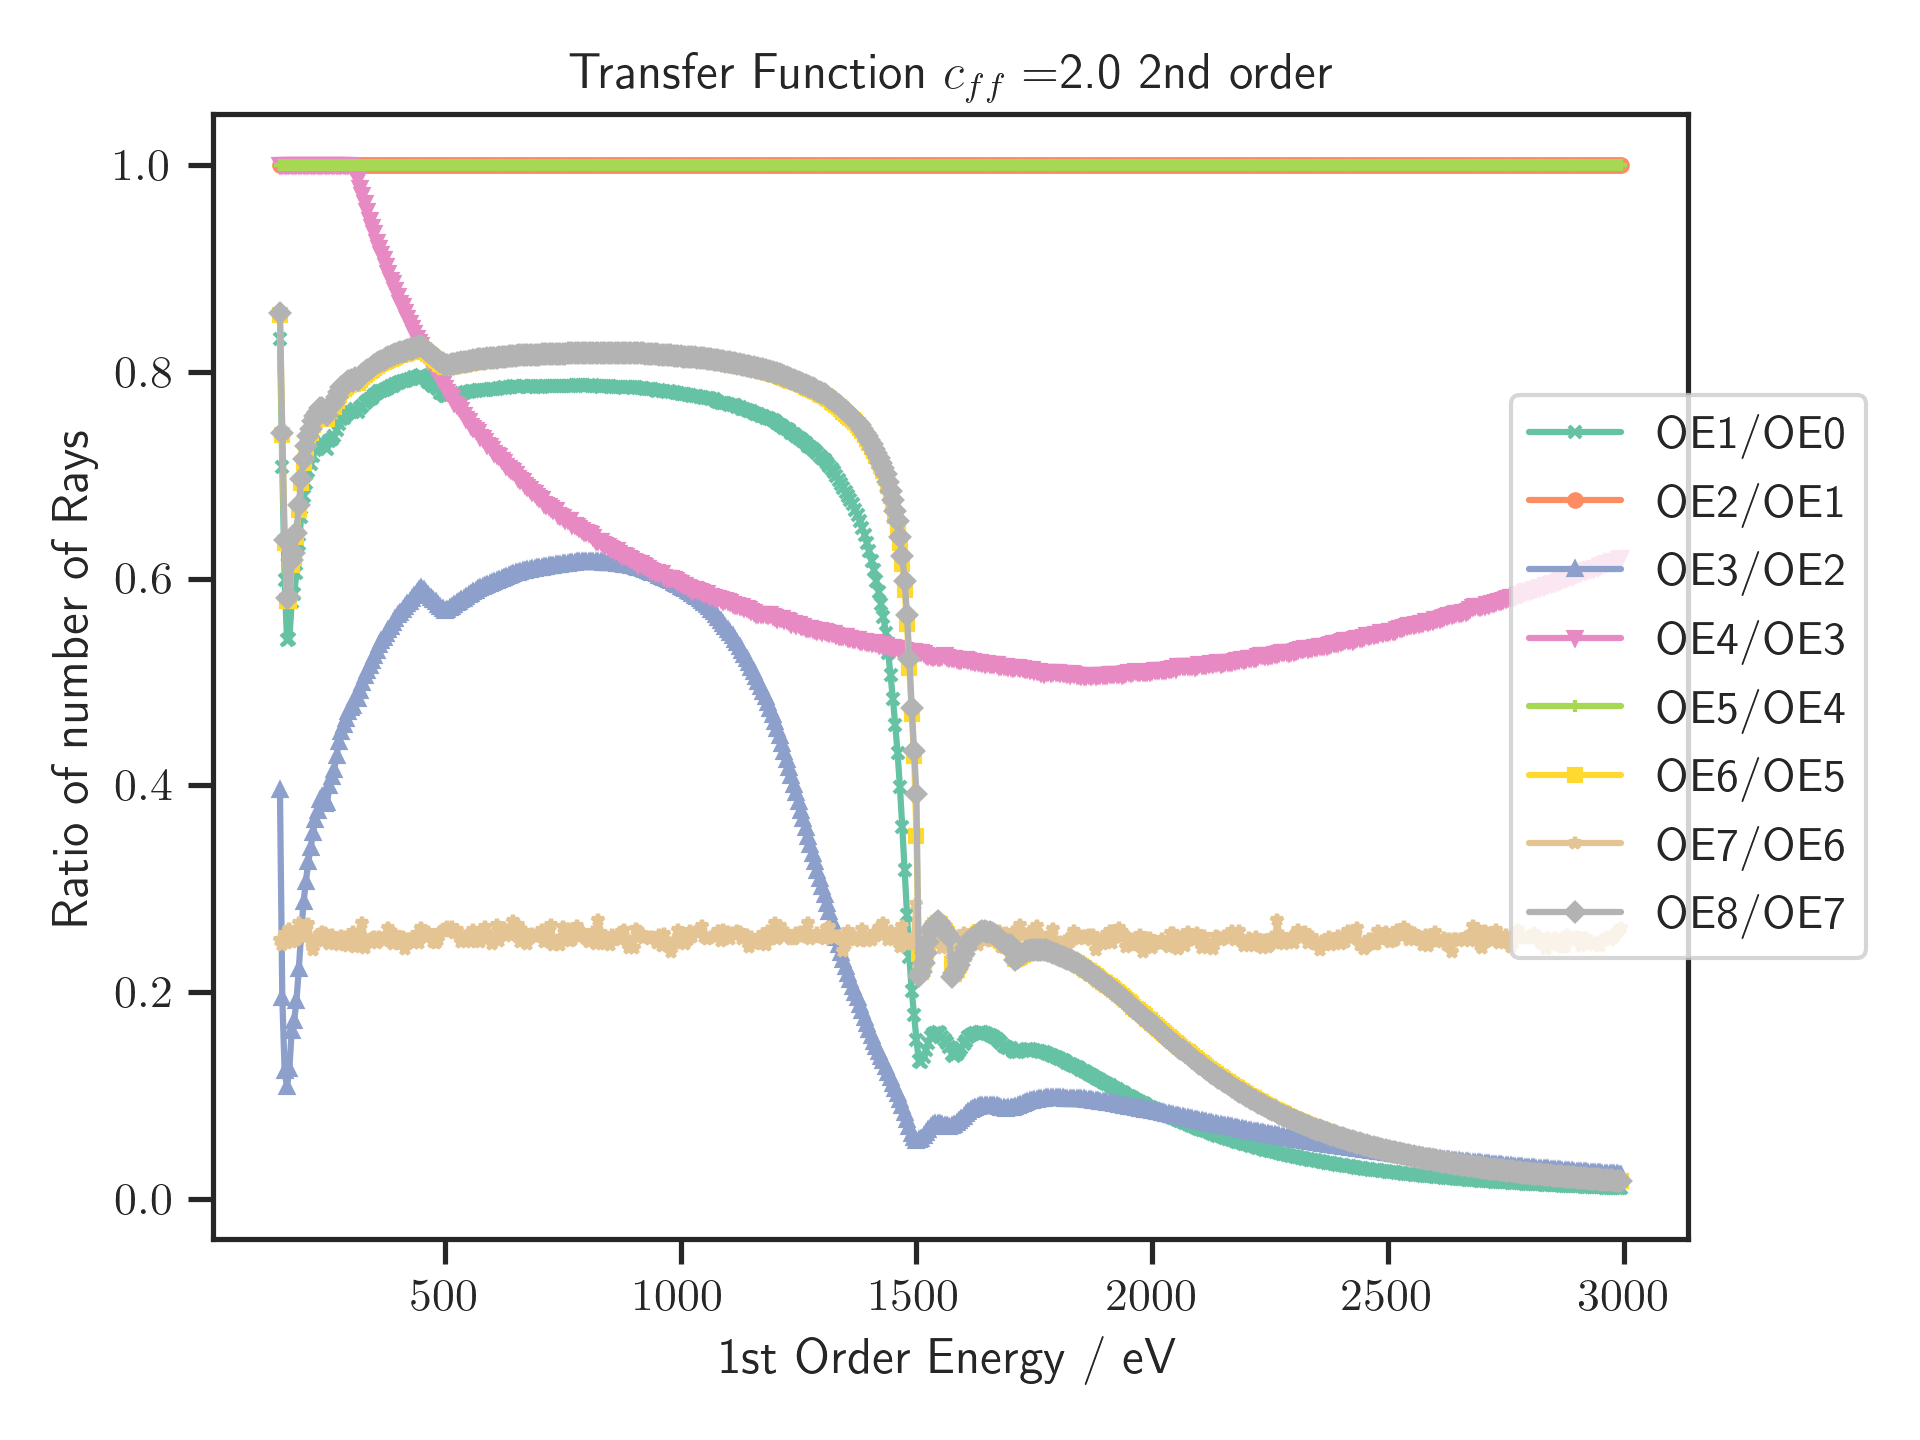 Transfer Function c_ff =2.0 2nd order
Ratio of number of Rays
1.0
0.8
0.6
0.4
0.2
0.0
OE1/OE0
OE2/OE1
OE3/OE2
OE4/OE3
OE5/OE4
OE6/OE5
OE7/OE6
OE8/OE7
500 1000 1500 2000 2500 3000
1st Order Energy / eV